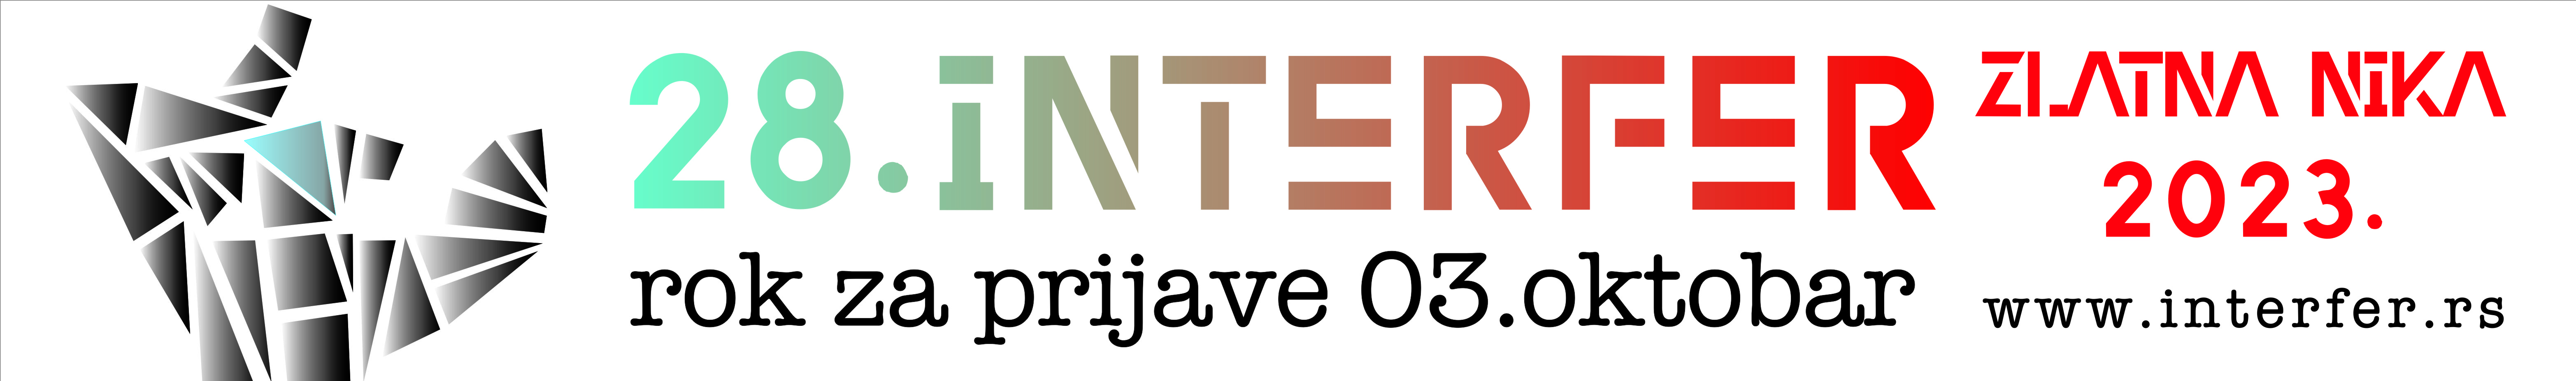 28.iNTERFER
rok za prijave 03.oktobar
ZLATNA NiKA
2023.
www.interfer.rs